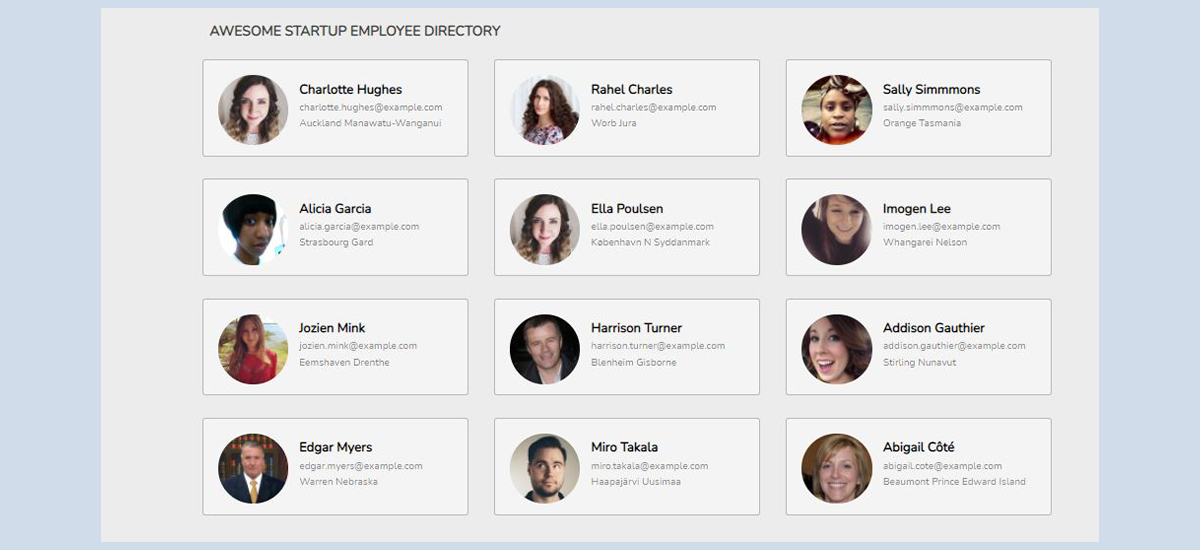 AWESOME STARTUP EMPLOYEE DIRECTORY
Charlotte Hughes
charlotte.hughes@example.com
Auckland Manawatu-Wanganui
Rahel Charles
rahel.charles@example.com
Worb Jura
Sally Simmmons
sally.simmmons@example.com
Orange Tasmania
Alicia Garcia
alicia.garcia@example.com
Strasbourg Gard
Ella Poulsen
ella.poulsen@example.com
København N Syddanmark
Imogen Lee
imogen.lee@example.com
Whangarei Nelson
Jozien Mink
jozien.mink@example.com
Eemshaven Drenthe
Harrison Turner
harrison.turner@example.com
Blenheim Gisborne
Addison Gauthier
addison.gauthier@example.com
Stirling Nunavut
Edgar Myers
edgar.myers@example.com
Warren Nebraska
Miro Takala
miro.takala@example.com
Haapajärvi Uusimaa
Abigail Côté
abigail.cote@example.com
Beaumont Prince Edward Island